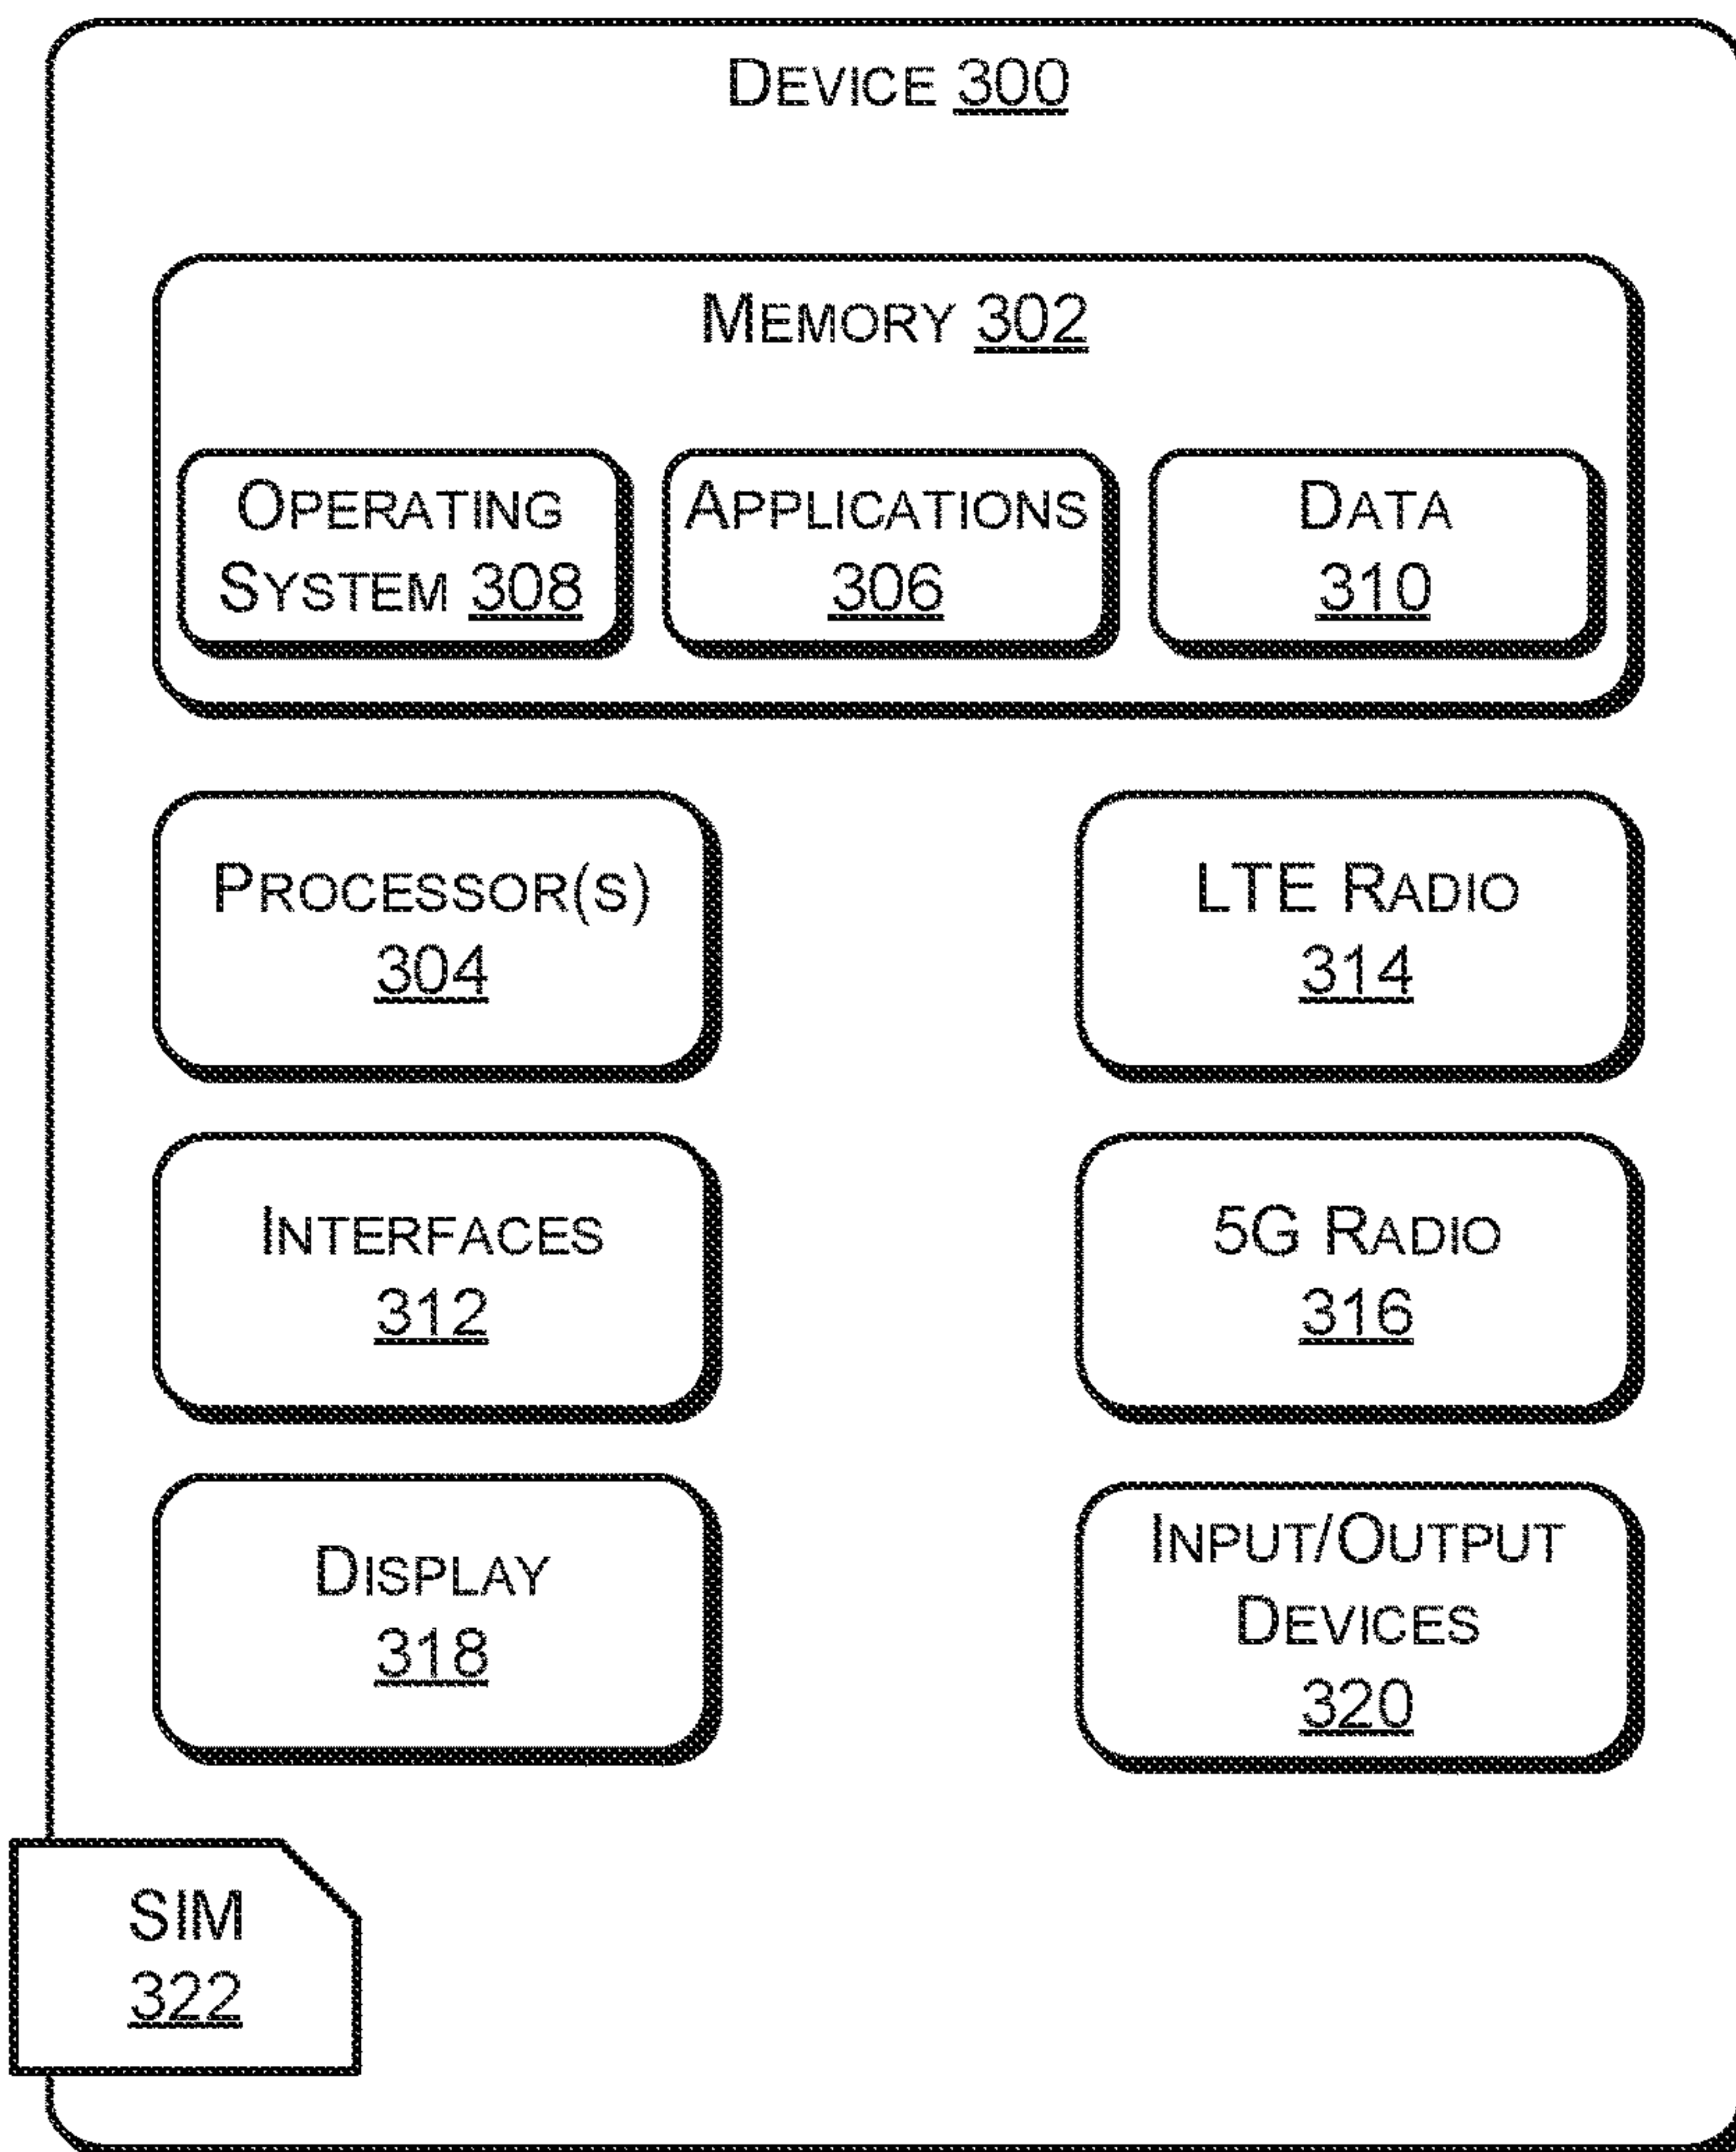 DEVICE 300
MEMORY 302
OPERATING
SYSTEM 308
APPLICATIONS
306
DATA
310
PROCESSOR(S)
304
LTE RADIO
314
INTERFACES
312
5G RADIO
316
DISPLAY
318
INPUT/OUTPUT
DEVICES
320
SIM
322